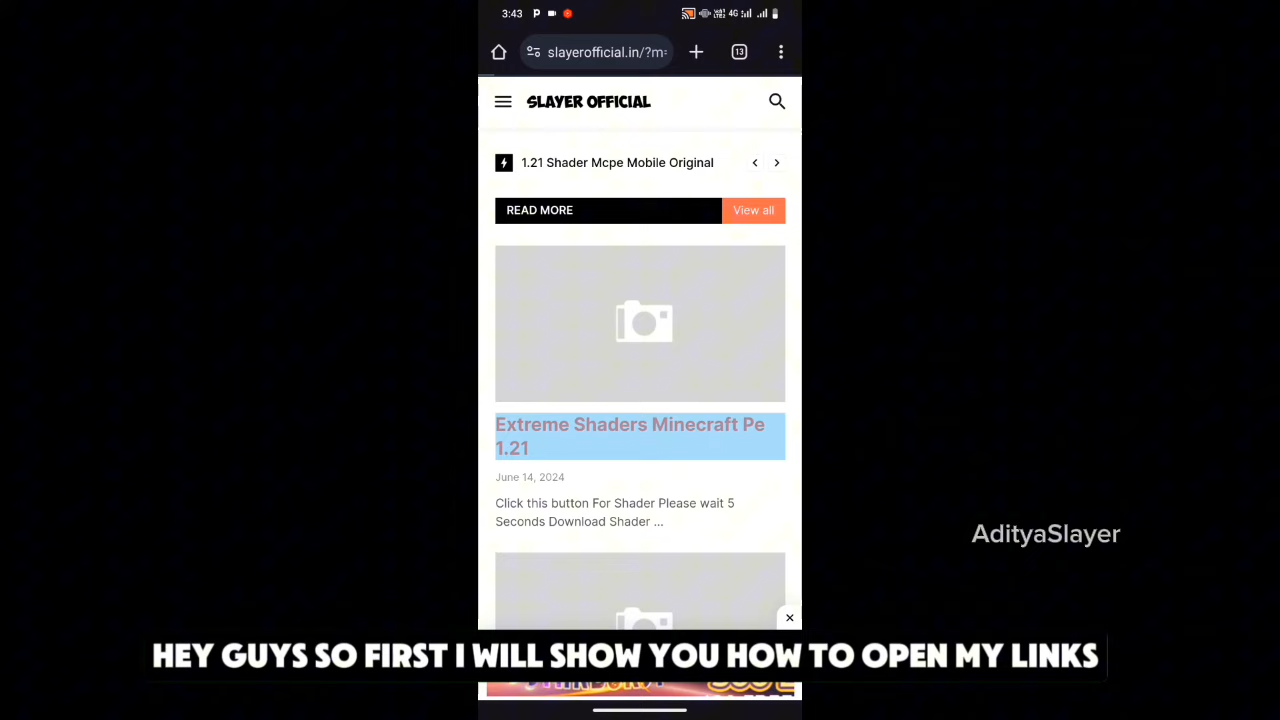 3:43
4G
slayerofficial.in/?m=
13
SLAYER OFFICIAL
1.21 Shader Mcpe Mobile Original
READ MORE
View all
Extreme Shaders Minecraft Pe
1.21
June 14, 2024
Click this button For Shader Please wait 5
Seconds Download Shader ...
AdityaSlayer
HEY GUYS SO FIRST I WILL SHOW YOU HOW TO OPEN MY LINKS